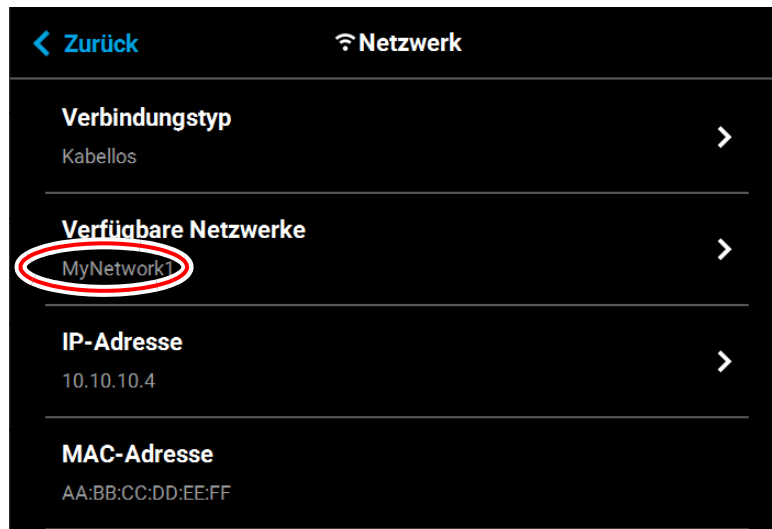 Zurück
Netzwerk
Verbindungstyp
Kabellos
Verfügbare Netzwerke
MyNetwork1
IP-Adresse
10.10.10.4
MAC-Adresse
AA:BB:CC:DD:EE:FF